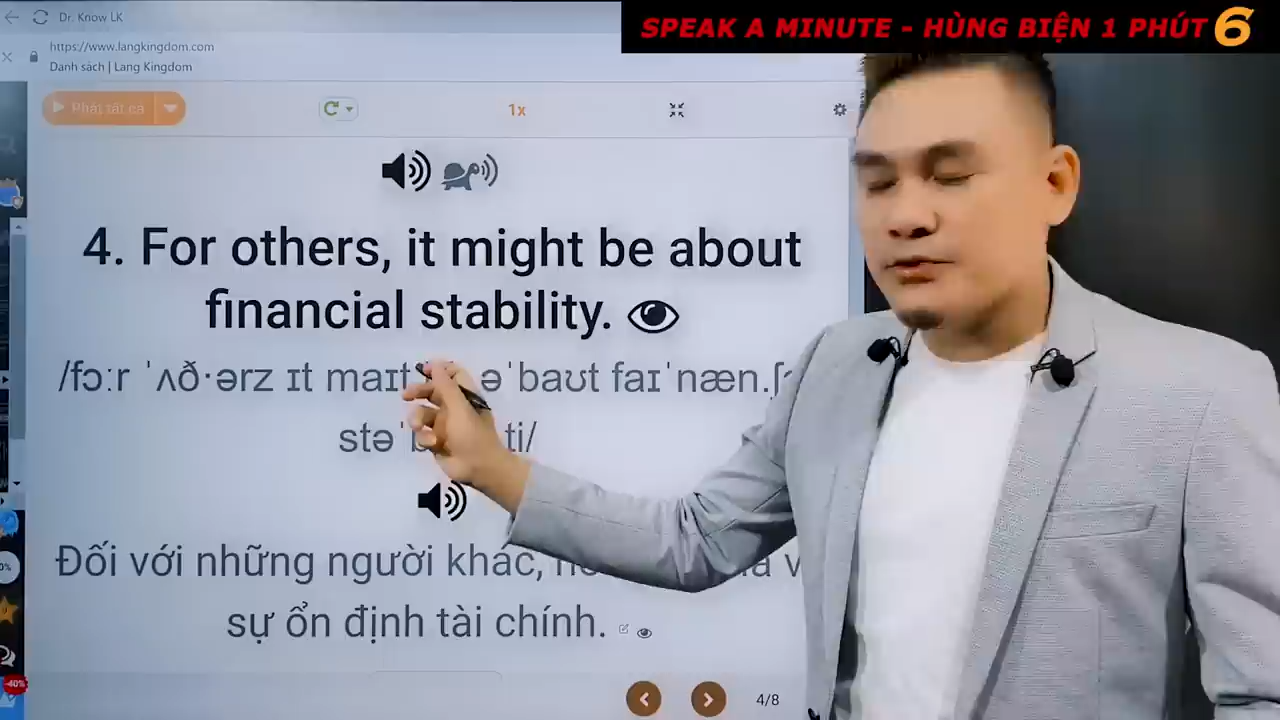 Dr. Know LK
SPEAK A MINUTE - HÙNG BIỆN 1 PHÚT 6
https://www.langkingdom.com
Danh sách | Lang Kingdom
Phát tất cả
1x
4. For others, it might be about
financial stability.
/fɔːr ˈʌð·ərz ɪt maɪt əˈbaʊt faɪˈnæn.
Đối với những người khác,
sự ổn định tài chính.
4/8
-40%